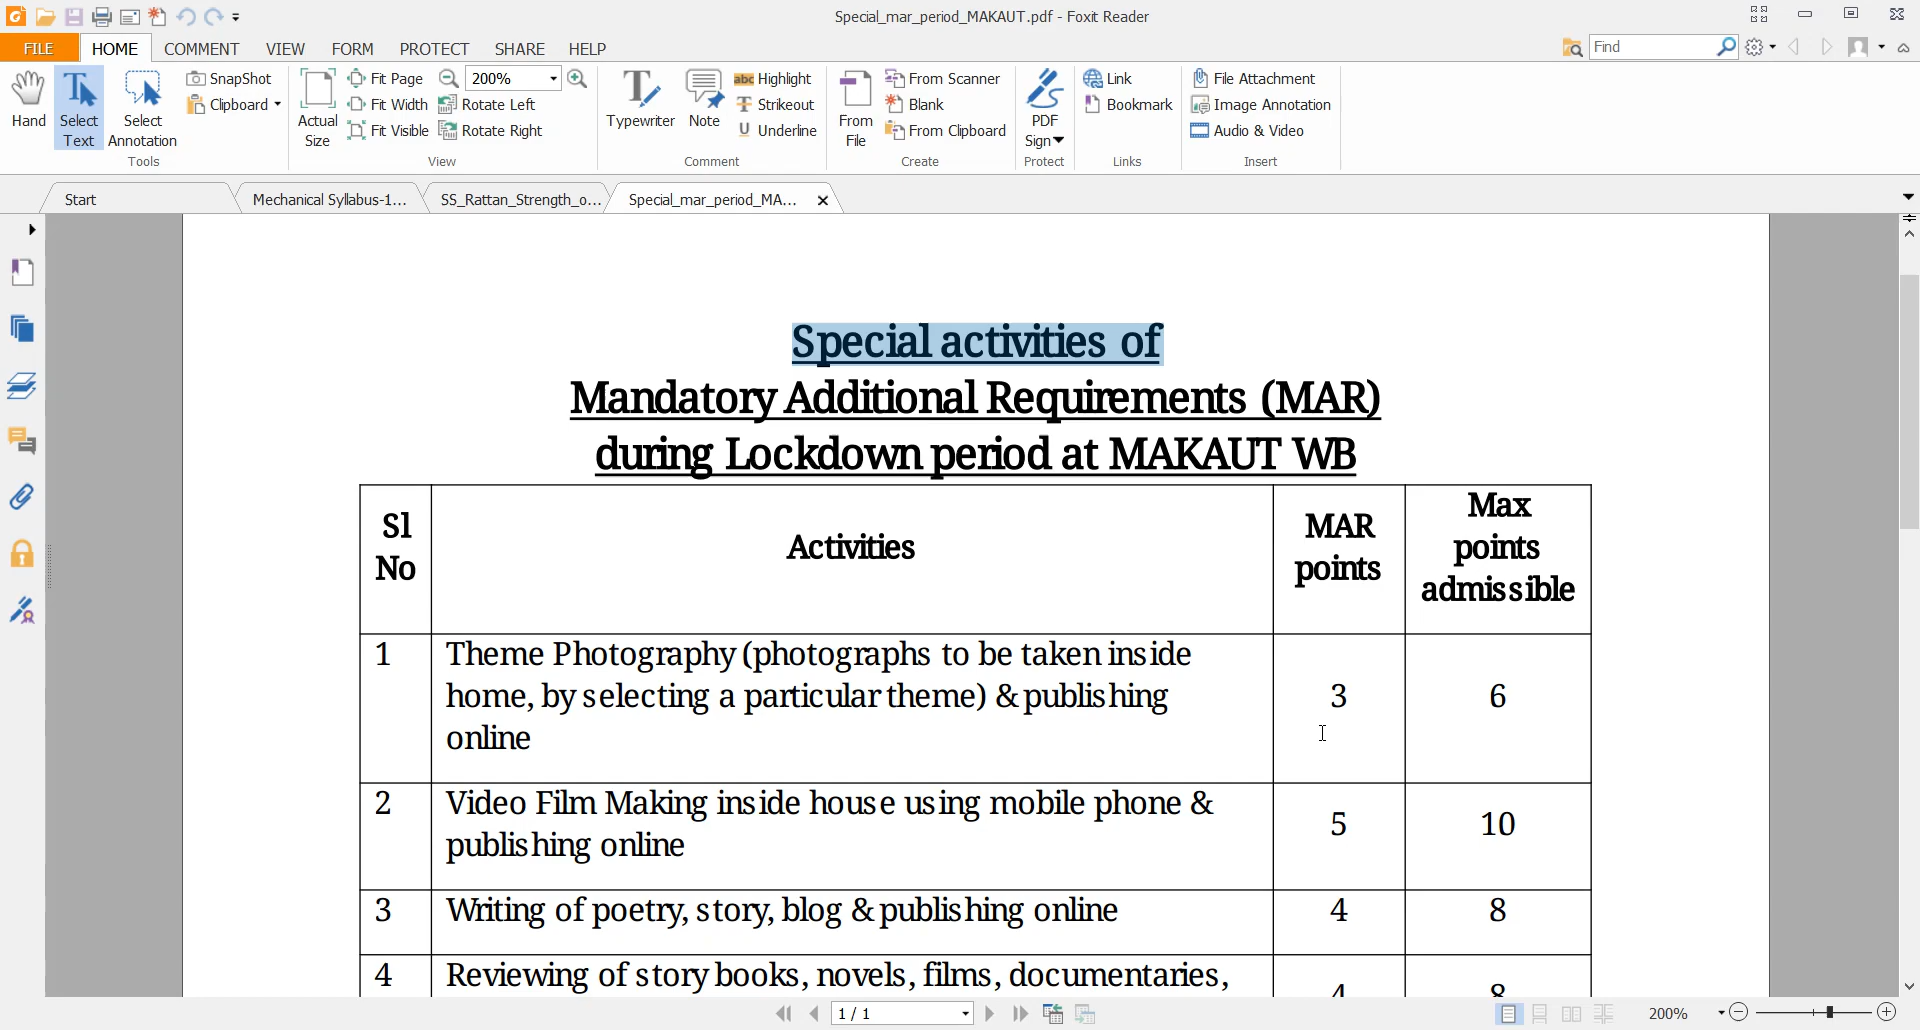 Special_mar_period_MAKAUT.pdf - Foxit Reader
FILE HOME COMMENT VIEW FORM PROTECT SHARE HELP Find
Hand
Select Text
Select Annotation
SnapShot
Clipboard
Tools
Actual Size
Fit Page
Fit Width
Fit Visible
200%
Rotate Left
Rotate Right
View
Typewriter
Note
abc Highlight
Strikeout
U Underline
Comment
From File
From Scanner
Blank
From Clipboard
Create
PDF Sign
Protect
Link
Bookmark
Links
File Attachment
Image Annotation
Audio & Video
Insert
Start Mechanical Syllabus-1... SS_Rattan_Strength_o... Special_mar_period_MA...
Special activities of
Mandatory Additional Requirements (MAR)
during Lockdown period at MAKAUT WB
Sl No
Activities
MAR points
Max points admissible
1
Theme Photography (photographs to be taken inside
home, by selecting a particular theme) & publishing
online
3
6
2
Video Film Making inside house using mobile phone &
publishing online
5
10
3
Writing of poetry, story, blog & publishing online
4
8
4
Reviewing of story books, novels, films, documentaries,
4
8
1 / 1
200%